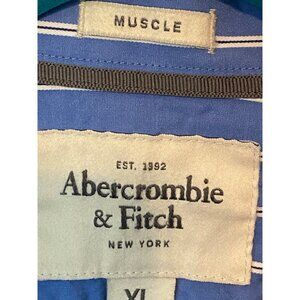 MUSCLE
EST. 1892
Abercrombie
& Fitch
NEW YORK
XL